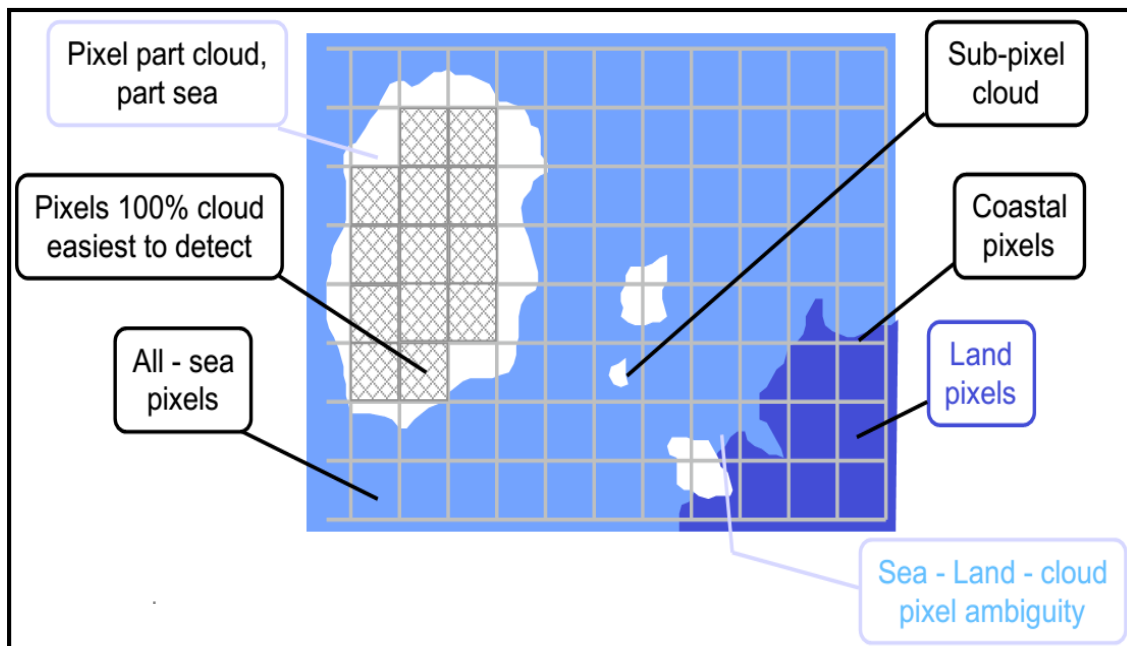 Pixel part cloud,
part sea
Sub-pixel
cloud
Pixels 100% cloud
easiest to detect
Coastal
pixels
All - sea
pixels
Land
pixels
Sea - Land - cloud
pixel ambiguity